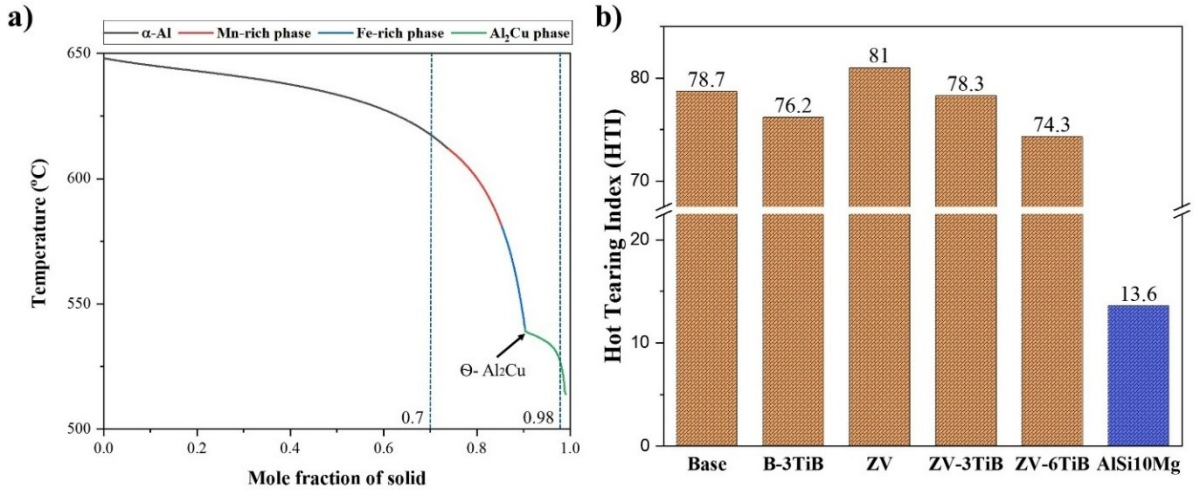 a)
α-Al Mn-rich phase Fe-rich phase Al₂Cu phase
650
600
550
500
Temperature (ºC)
Θ- Al₂Cu
0.7
0.98
0.0 0.2 0.4 0.6 0.8 1.0
Mole fraction of solid
b)
Hot Tearing Index (HTI)
80
70
20
10
0
78.7
76.2
81
78.3
74.3
13.6
Base B-3TiB ZV ZV-3TiB ZV-6TiB AlSi10Mg